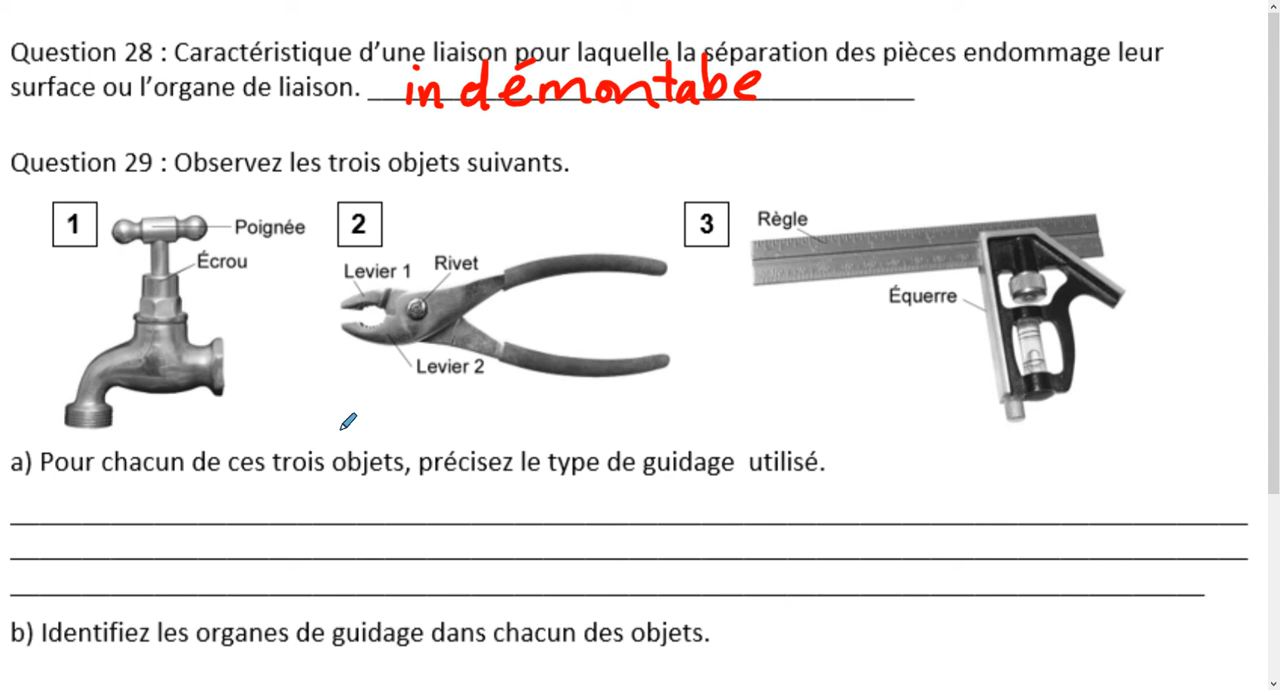 Question 28 : Caractéristique d’une liaison pour laquelle la séparation des pièces endommage leur
surface ou l’organe de liaison. indémontabe
Question 29 : Observez les trois objets suivants.
1
Poignée
Écrou
2
Levier 1
Rivet
Levier 2
3
Règle
Équerre
a) Pour chacun de ces trois objets, précisez le type de guidage utilisé.
b) Identifiez les organes de guidage dans chacun des objets.